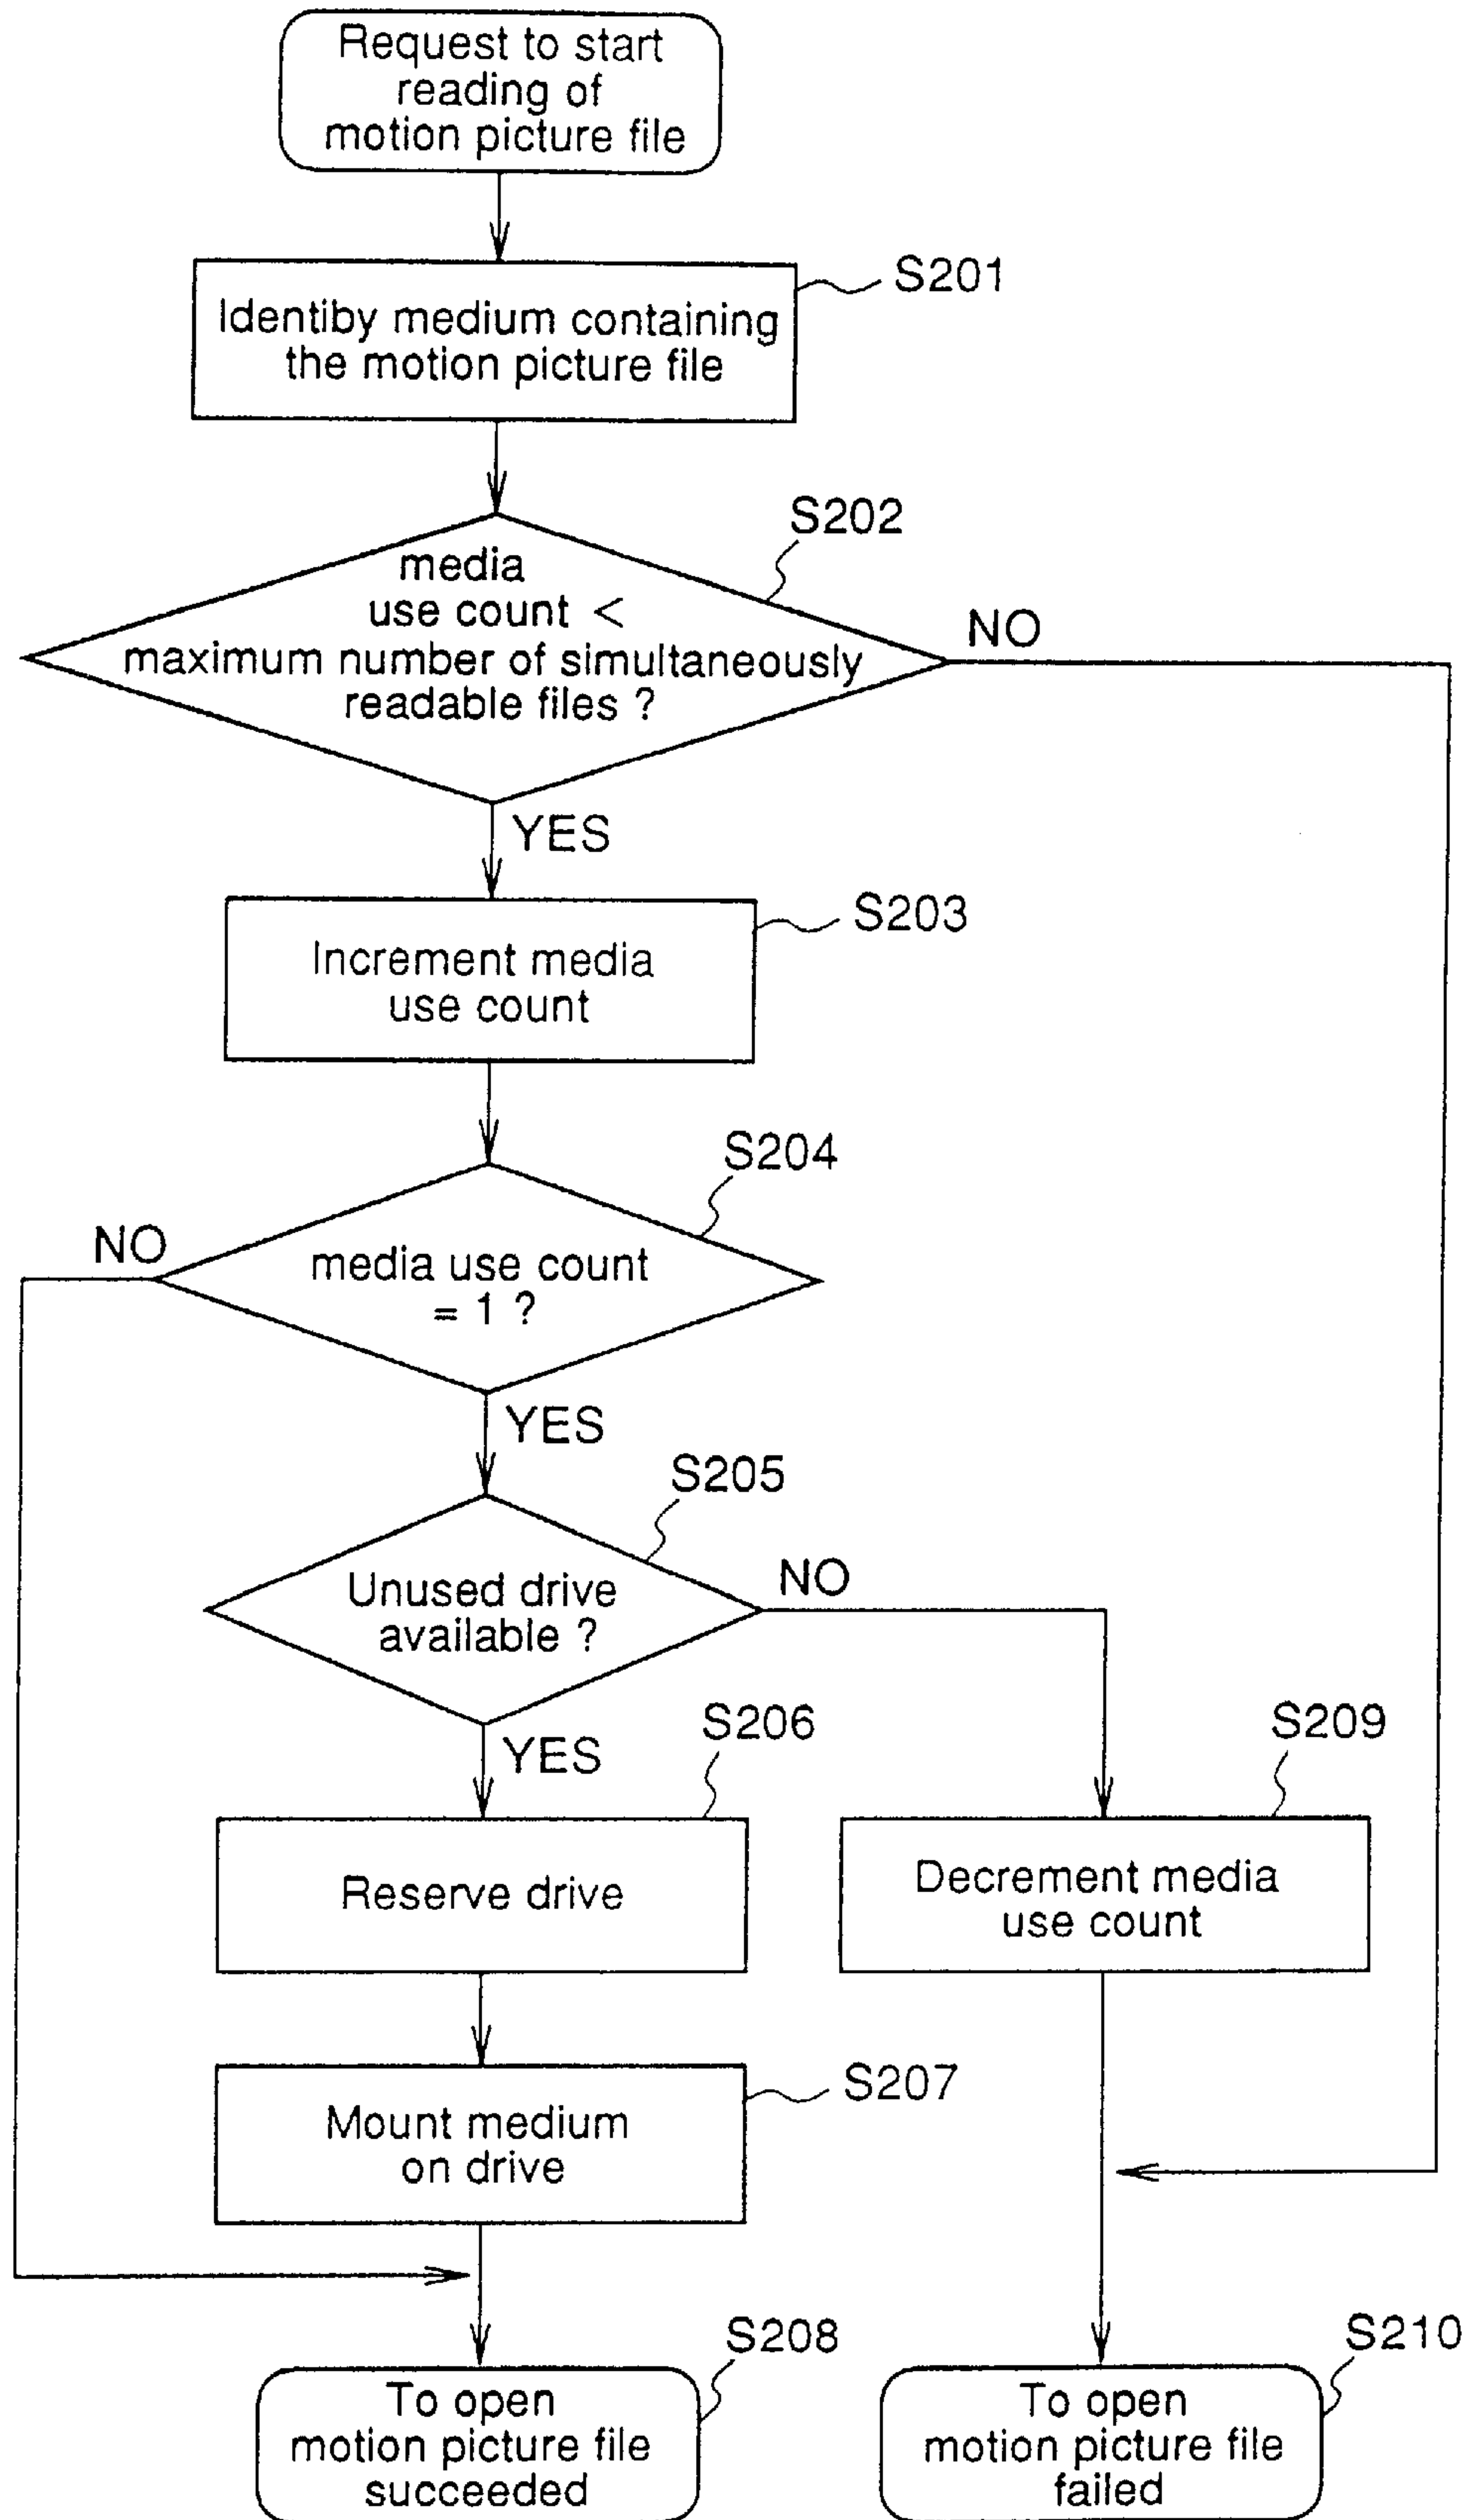 Request to start
reading of
motion picture file
S201
Identiby medium containing
the motion picture file
S202
media
use count <
maximum number of simultaneously
readable files ?
NO
YES
S203
Increment media
use count
S204
NO
media use count
= 1 ?
YES
S205
Unused drive
available ?
NO
YES
S206
Reserve drive
S209
Decrement media
use count
S207
Mount medium
on drive
S208
To open
motion picture file
succeeded
S210
To open
motion picture file
failed